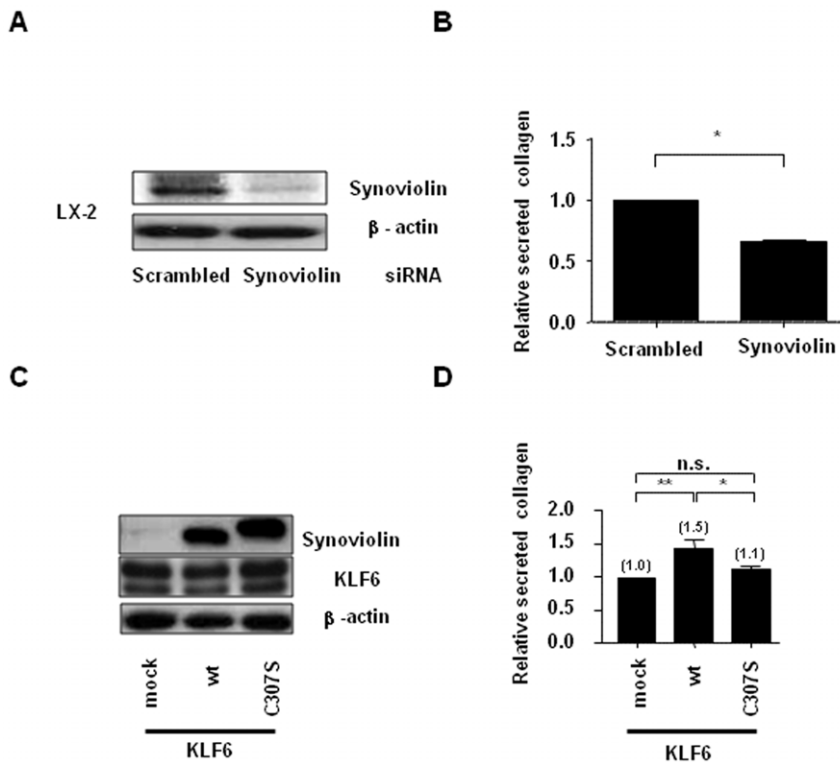 A
LX-2
Synoviolin
β - actin
Scrambled Synoviolin siRNA
B
Relative secreted collagen
1.5
1.0
0.5
0.0
*
Scrambled Synoviolin
C
Synoviolin
KLF6
β -actin
mock wt C307S
KLF6
D
Relative secreted collagen
2.0
1.5
1.0
0.5
0.0
n.s.
** *
(1.0) (1.5) (1.1)
mock wt C307S
KLF6